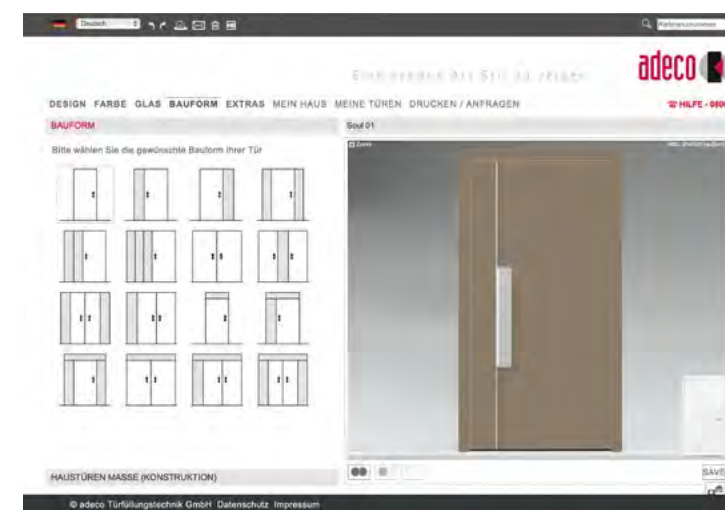 Deutsch
adeco
DESIGN FARBE GLAS BAUFORM EXTRAS MEIN HAUS MEINE TÜREN DRUCKEN / ANFRAGEN
HILFE - 0800
BAUFORM
Soul 01
Bitte wählen Sie die gewünschte Bauform Ihrer Tür
Zoom
HAUSTÜREN MASSE (KONSTRUKTION)
SAVE
© adeco Türfüllungstechnik GmbH Datenschutz Impressum